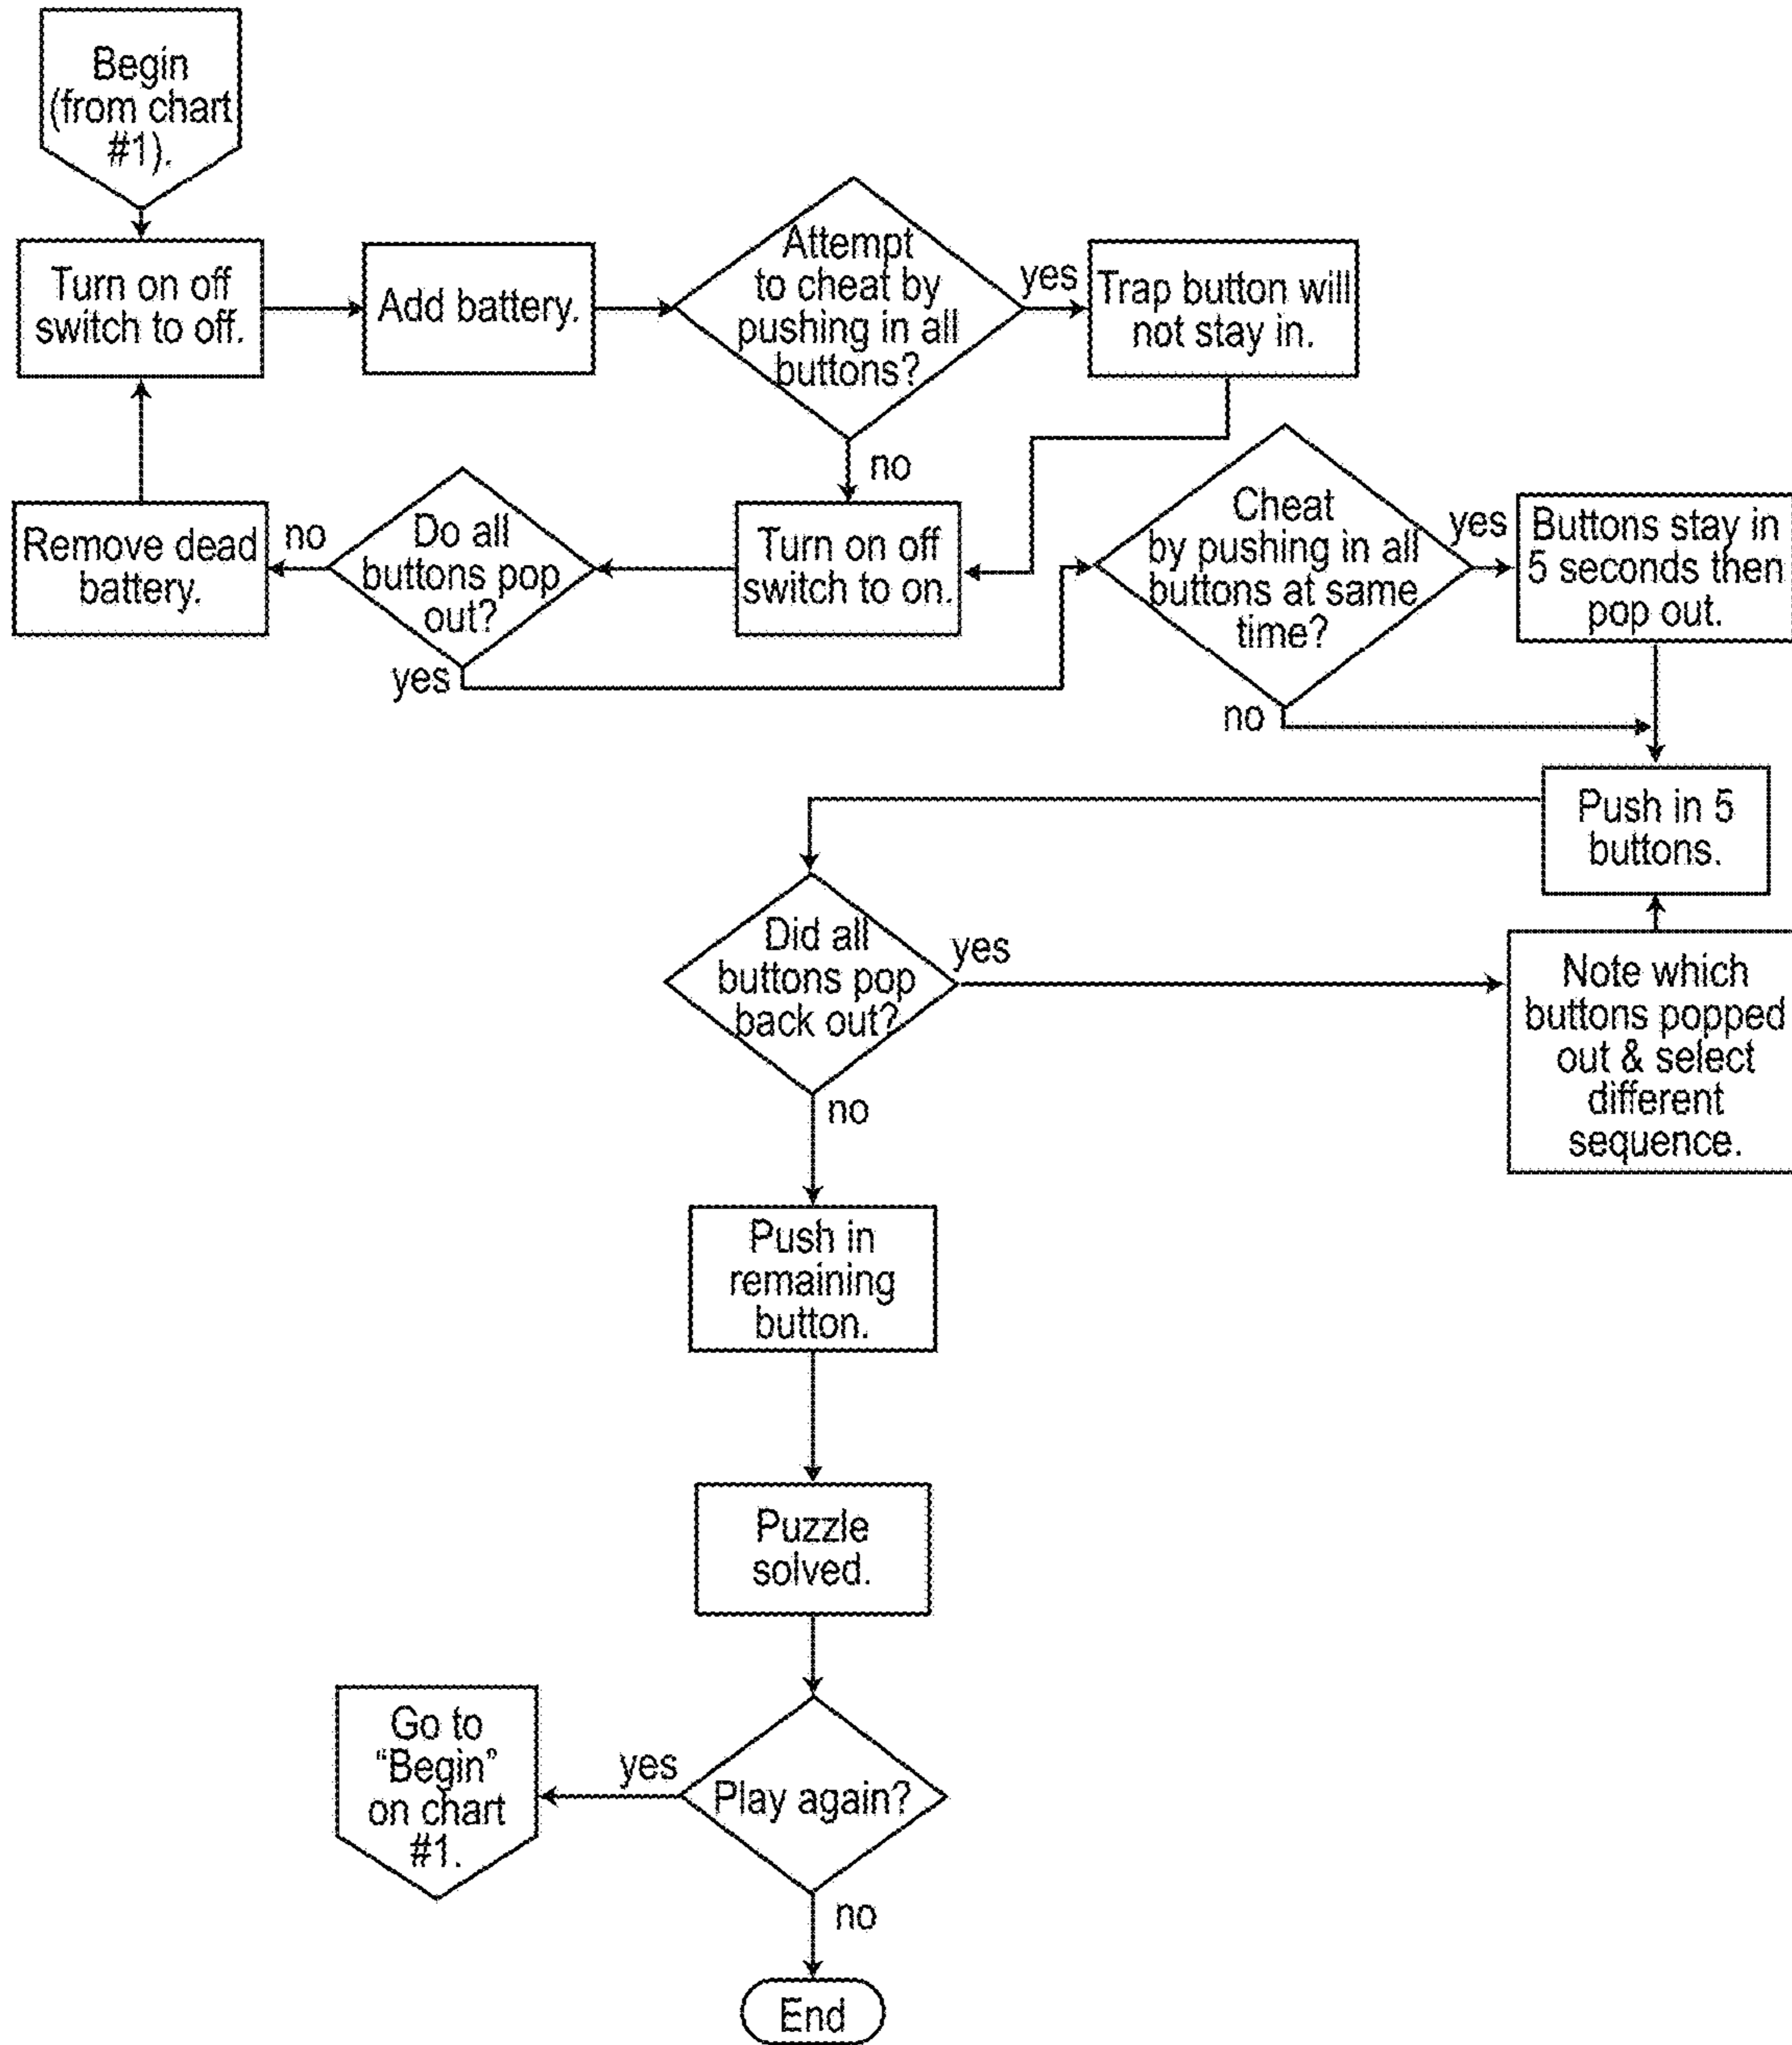 Begin
(from chart
#1).
Turn on off
switch to off.
Add battery.
Attempt
to cheat by
pushing in all
buttons?
yes
Trap button will
not stay in.
no
Remove dead
battery.
no
Do all
buttons pop
out?
yes
Turn on off
switch to on.
Cheat
by pushing in all
buttons at same
time?
yes
Buttons stay in
5 seconds then
pop out.
no
Push in 5
buttons.
Did all
buttons pop
back out?
yes
Note which
buttons popped
out & select
different
sequence.
no
Push in
remaining
button.
Puzzle
solved.
Go to
“Begin”
on chart
#1.
yes
Play again?
no
End